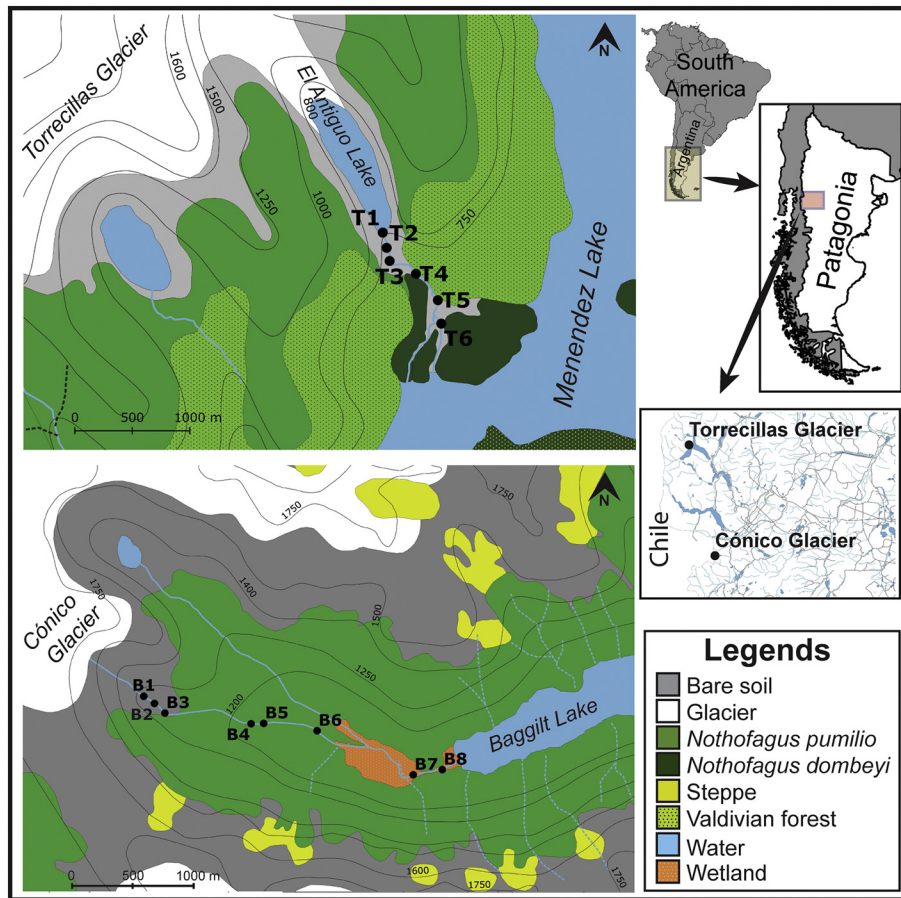 Torrecillas Glacier
1600
1500
1250
1000
El Antiguo Lake
800
750
N
T1
T2
T3
T4
T5
T6
Menendez Lake
0 500 1000 m
South
America
Argentina
Patagonia
Torrecillas Glacier
Chile
Cónico Glacier
1750
1750
N
Cónico
Glacier
1750
1400
1500
1250
1200
B1
B2
B3
B4
B5
B6
B7
B8
Baggilt Lake
0 500 1000 m
1600
1750
1750
Legends
Bare soil
Glacier
Nothofagus pumilio
Nothofagus dombeyi
Steppe
Valdivian forest
Water
Wetland